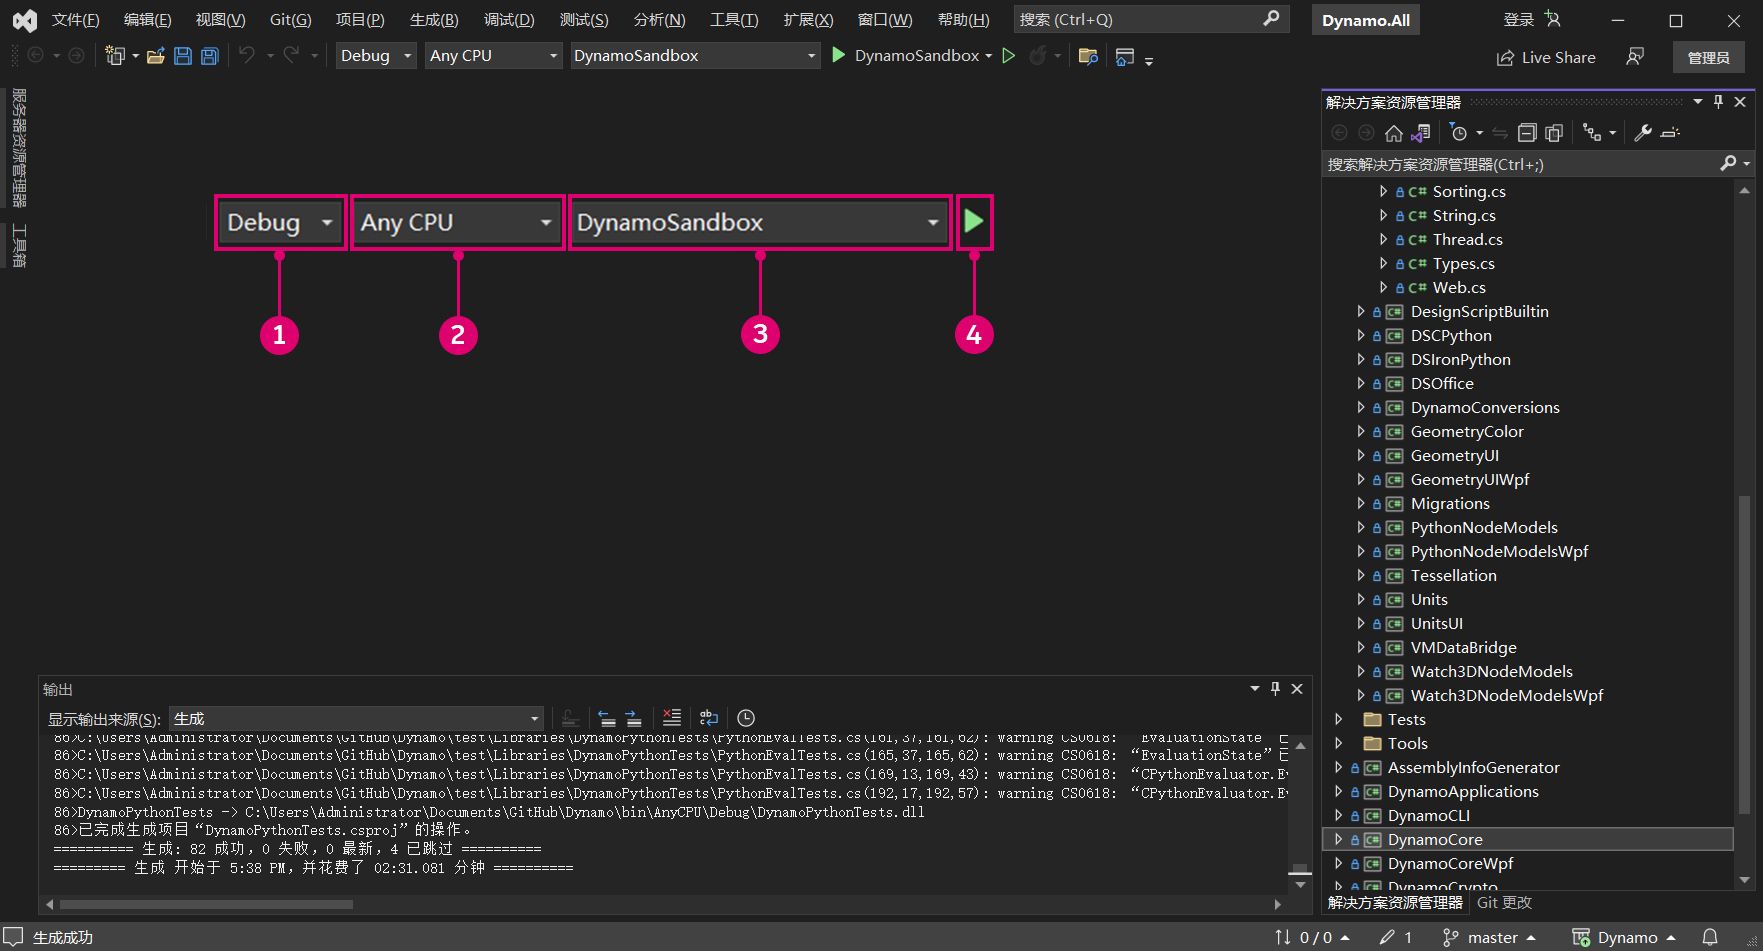 文件(F) 编辑(E) 视图(V) Git(G) 项目(P) 生成(B) 调试(D) 测试(S) 分析(N) 工具(T) 扩展(X) 窗口(W) 帮助(H) 搜索 (Ctrl+Q) Dynamo.All 登录
Debug Any CPU DynamoSandbox DynamoSandbox Live Share 管理员
服务器资源管理器
工具箱
Debug Any CPU DynamoSandbox
1 2 3 4
解决方案资源管理器
搜索解决方案资源管理器(Ctrl+;)
C# Sorting.cs
C# String.cs
C# Thread.cs
C# Types.cs
C# Web.cs
C# DesignScriptBuiltin
C# DSCPython
C# DSIronPython
C# DSOffice
C# DynamoConversions
C# GeometryColor
C# GeometryUI
C# GeometryUIWpf
C# Migrations
C# PythonNodeModels
C# PythonNodeModelsWpf
C# Tessellation
C# Units
C# UnitsUI
C# VMDataBridge
C# Watch3DNodeModels
C# Watch3DNodeModelsWpf
Tests
Tools
C# AssemblyInfoGenerator
C# DynamoApplications
C# DynamoCLI
C# DynamoCore
C# DynamoCoreWpf
C# DynamoCrypto
解决方案资源管理器 Git 更改
输出
显示输出来源(S): 生成
86>C:\Users\Administrator\Documents\GitHub\Dynamo\test\Libraries\DynamoPythonTests\PythonEvalTests.cs(161,37,161,62): warning CS0618: “EvaluationState”已
86>C:\Users\Administrator\Documents\GitHub\Dynamo\test\Libraries\DynamoPythonTests\PythonEvalTests.cs(165,37,165,62): warning CS0618: “EvaluationState”已
86>C:\Users\Administrator\Documents\GitHub\Dynamo\test\Libraries\DynamoPythonTests\PythonEvalTests.cs(169,13,169,43): warning CS0618: “CPythonEvaluator.Ev
86>C:\Users\Administrator\Documents\GitHub\Dynamo\test\Libraries\DynamoPythonTests\PythonEvalTests.cs(192,17,192,57): warning CS0618: “CPythonEvaluator.Ev
86>DynamoPythonTests -> C:\Users\Administrator\Documents\GitHub\Dynamo\bin\AnyCPU\Debug\DynamoPythonTests.dll
86>已完成生成项目“DynamoPythonTests.csproj”的操作。
========== 生成: 82 成功，0 失败，0 最新，4 已跳过 ==========
========= 生成 开始于 5:38 PM，并花费了 02:31.081 分钟 ==========
生成成功 0 / 0 1 master Dynamo